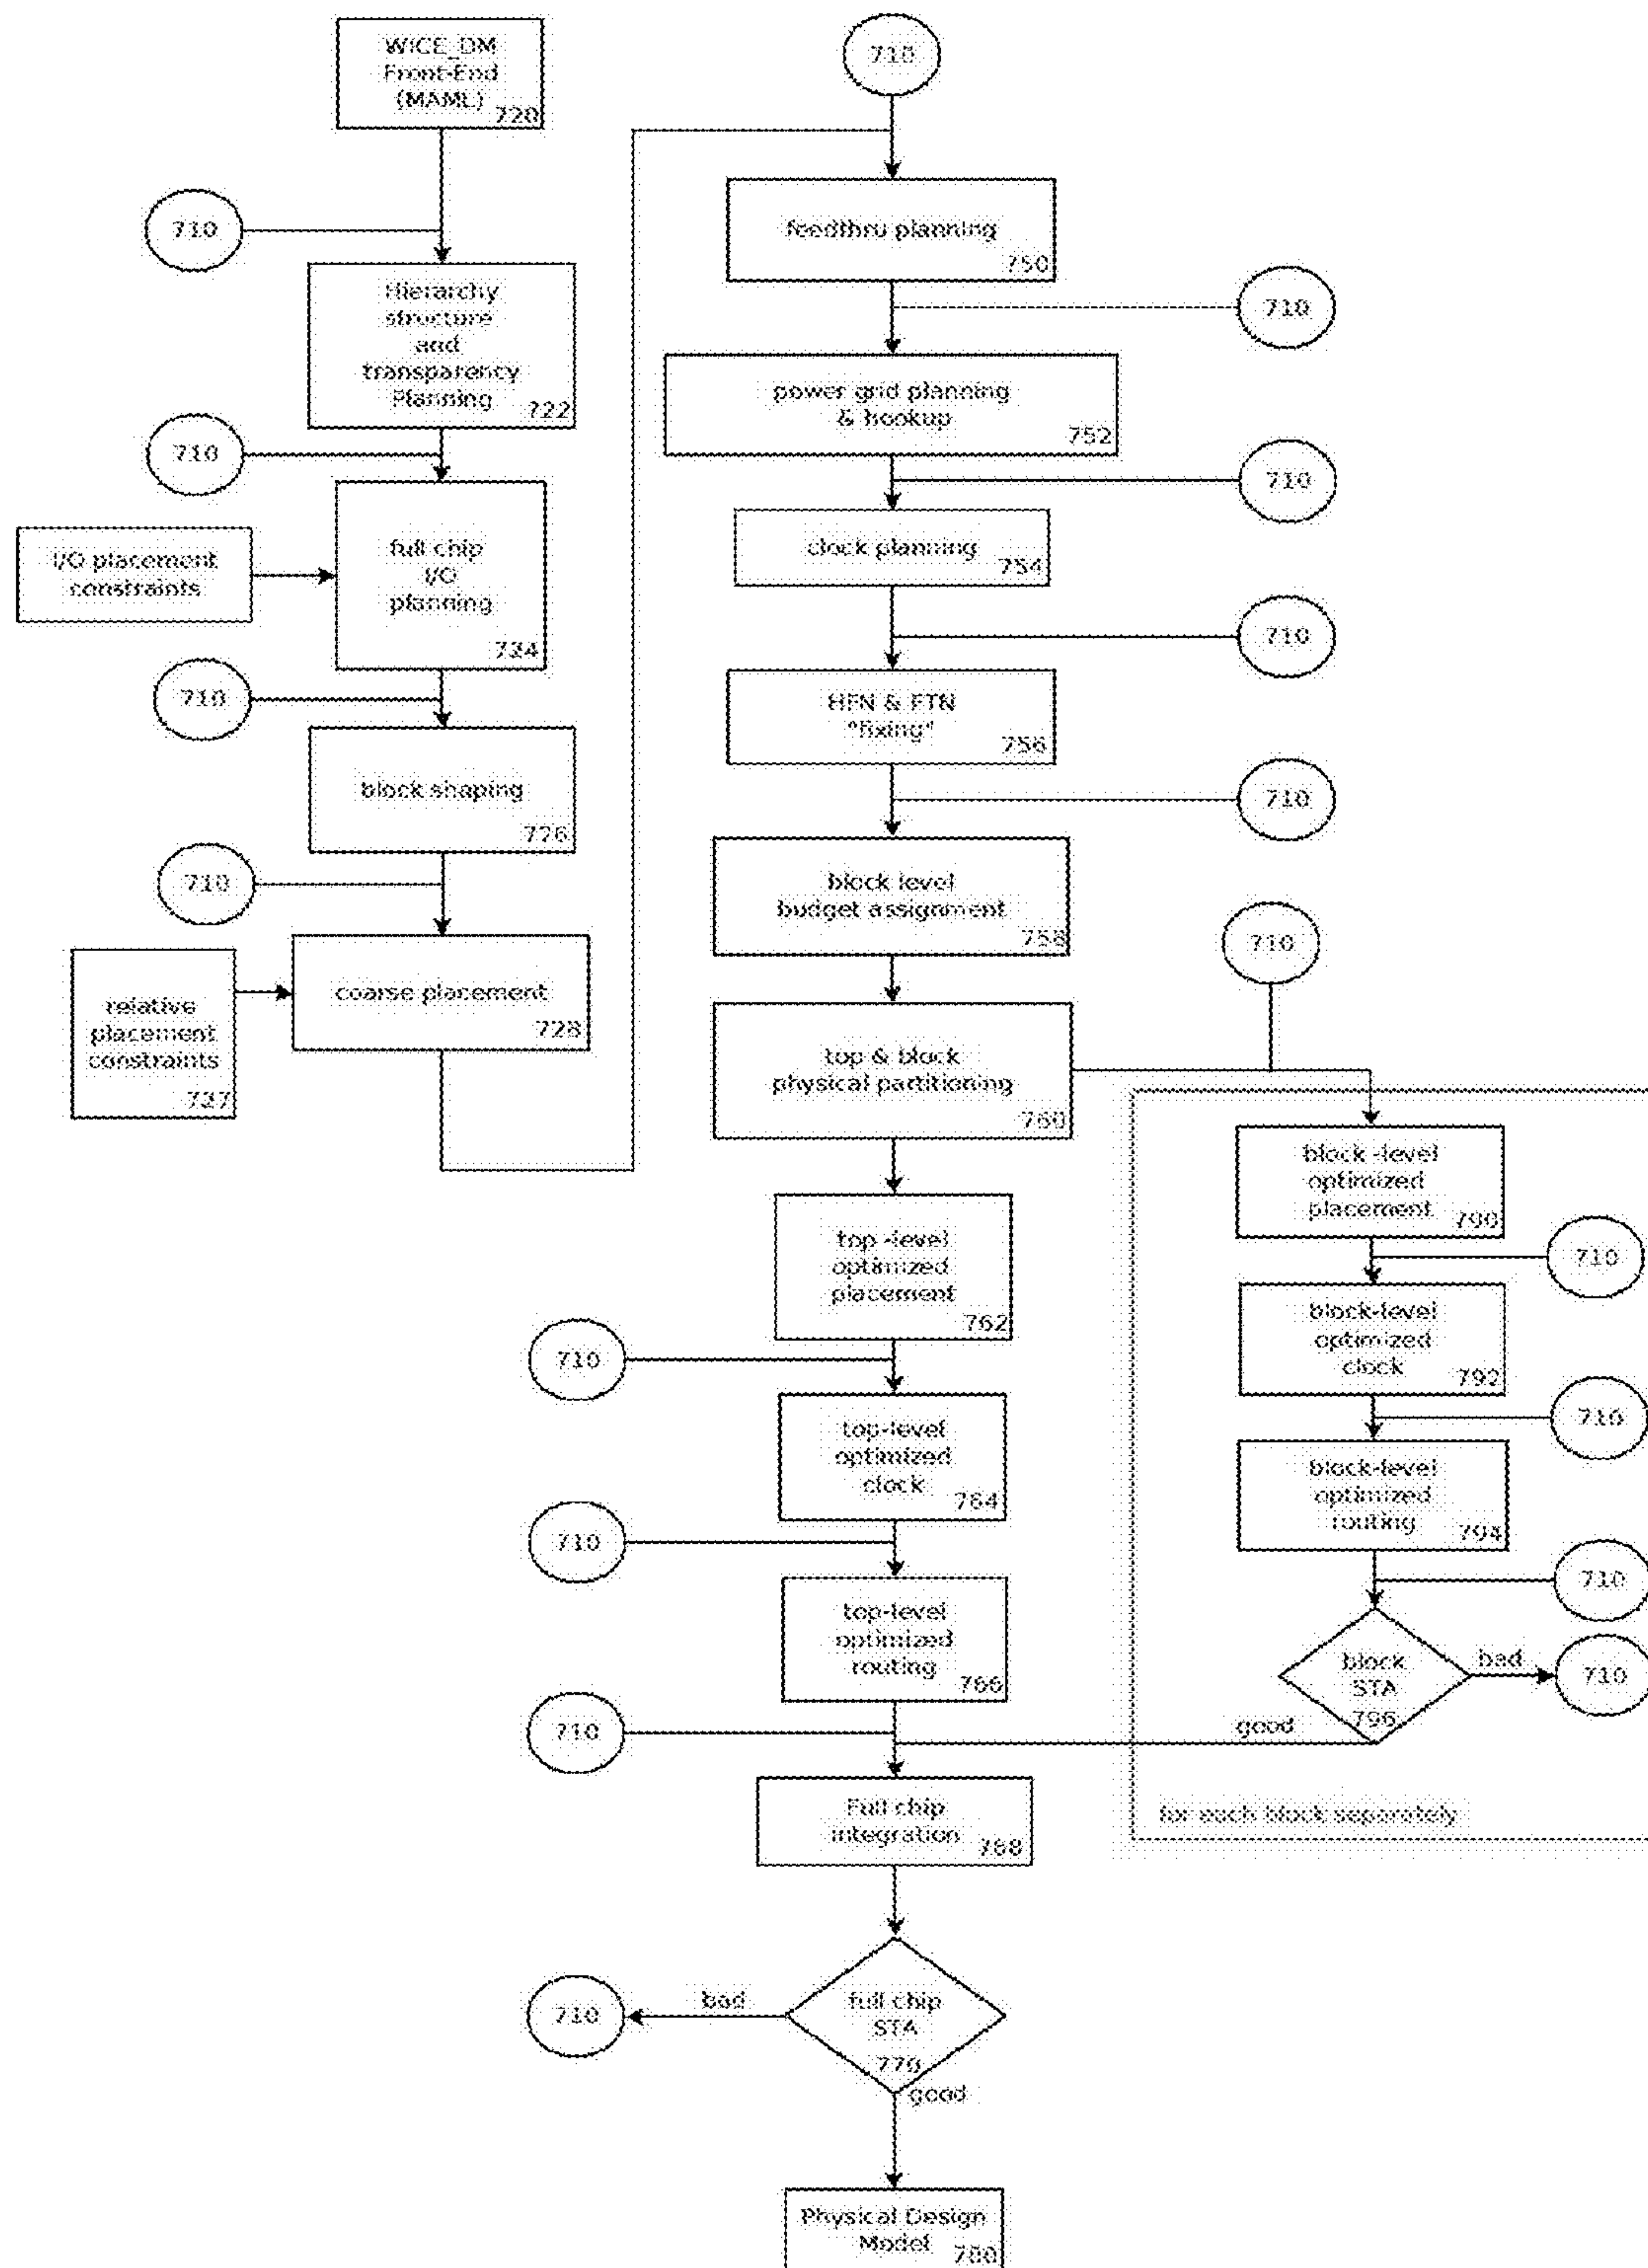 WICE_DM
Front-End
(MAML)
720
710
Hierarchy
structure
and
transparency
Planning
722
710
I/O placement
constraints
full chip
I/O
planning
724
710
block shaping
726
710
relative
placement
constraints
727
coarse placement
728
710
feedthru planning
750
710
power grid planning
& hookup
752
710
clock planning
754
710
HFN & FTN
"fixing"
756
710
block level
budget assignment
758
710
top & block
physical partitioning
760
top -level
optimized
placement
762
710
top-level
optimized
clock
764
710
top-level
optimized
routing
766
710
block -level
optimized
placement
790
710
block-level
optimized
clock
792
710
block-level
optimized
routing
794
710
block
STA
796
bad
710
good
for each block separately
Full chip
integration
768
full chip
STA
770
bad
710
good
Physical Design
Model
780